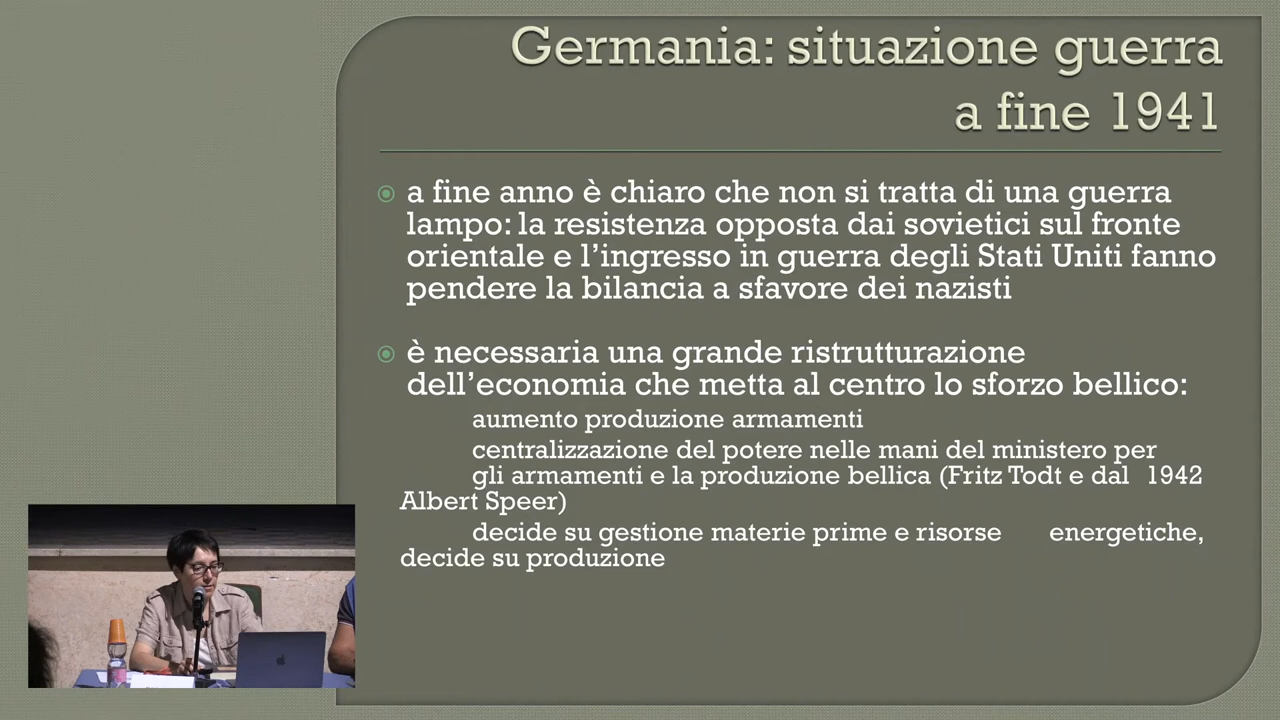 Germania: situazione guerra
a fine 1941
a fine anno è chiaro che non si tratta di una guerra
lampo: la resistenza opposta dai sovietici sul fronte
orientale e l’ingresso in guerra degli Stati Uniti fanno
pendere la bilancia a sfavore dei nazisti
è necessaria una grande ristrutturazione
dell’economia che metta al centro lo sforzo bellico:
aumento produzione armamenti
centralizzazione del potere nelle mani del ministero per
gli armamenti e la produzione bellica (Fritz Todt e dal 1942
Albert Speer)
decide su gestione materie prime e risorse energetiche,
decide su produzione